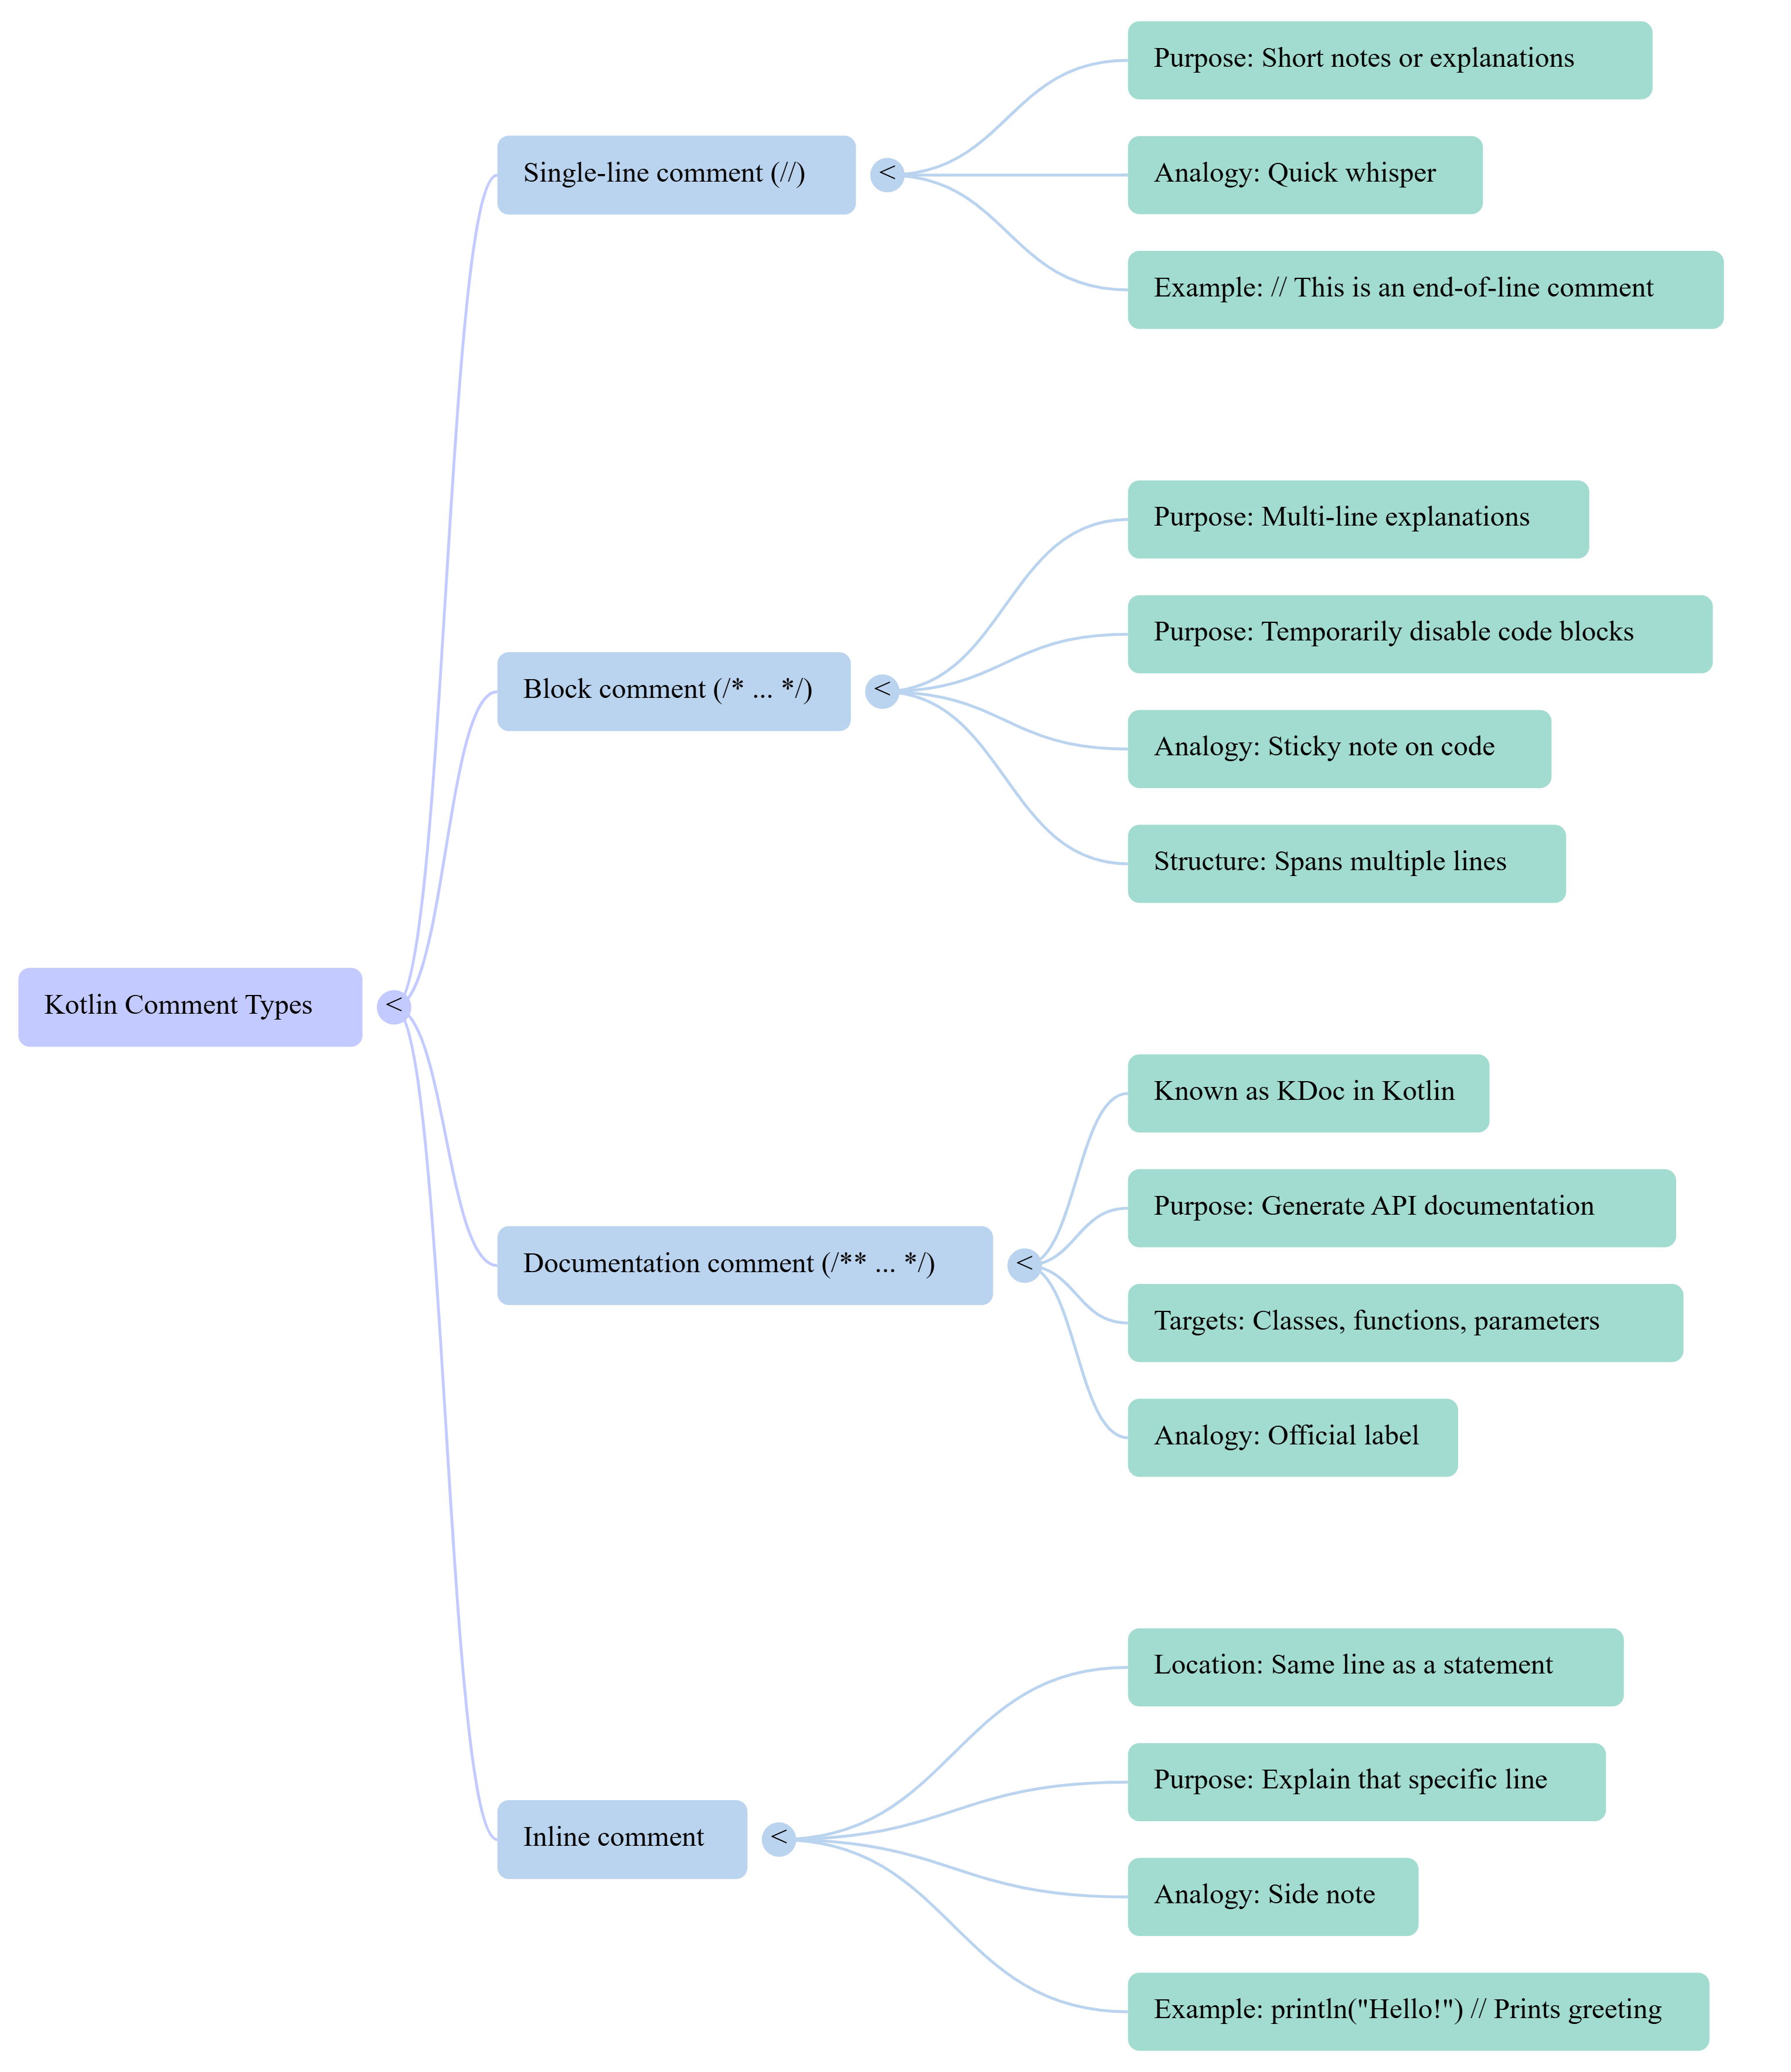 Kotlin Comment Types
<
Single-line comment (//)
<
Purpose: Short notes or explanations
Analogy: Quick whisper
Example: // This is an end-of-line comment
Block comment (/* ... */)
<
Purpose: Multi-line explanations
Purpose: Temporarily disable code blocks
Analogy: Sticky note on code
Structure: Spans multiple lines
Documentation comment (/** ... */)
<
Known as KDoc in Kotlin
Purpose: Generate API documentation
Targets: Classes, functions, parameters
Analogy: Official label
Inline comment
<
Location: Same line as a statement
Purpose: Explain that specific line
Analogy: Side note
Example: println("Hello!") // Prints greeting